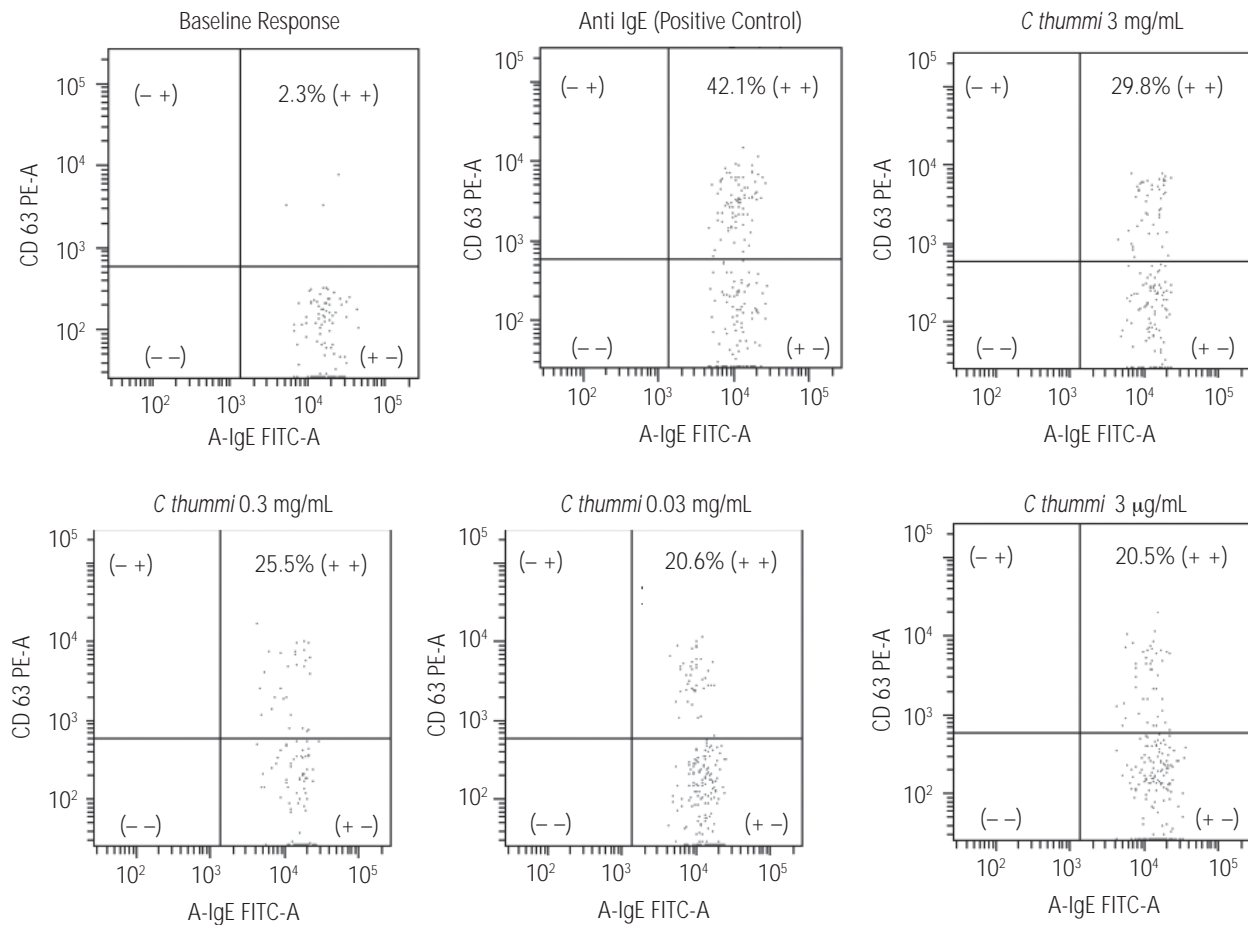 Baseline Response
10⁵
10⁴
10³
10²
CD 63 PE-A
(– +)
2.3% (+ +)
(– –)
(+ –)
10²
10³
10⁴
10⁵
A-IgE FITC-A
Anti IgE (Positive Control)
10⁵
10⁴
10³
10²
CD 63 PE-A
(– +)
42.1% (+ +)
(– –)
(+ –)
10²
10³
10⁴
10⁵
A-IgE FITC-A
C thummi 3 mg/mL
10⁵
10⁴
10³
10²
CD 63 PE-A
(– +)
29.8% (+ +)
(– –)
(+ –)
10²
10³
10⁴
10⁵
A-IgE FITC-A
C thummi 0.3 mg/mL
10⁵
10⁴
10³
10²
CD 63 PE-A
(– +)
25.5% (+ +)
(– –)
(+ –)
10²
10³
10⁴
10⁵
A-IgE FITC-A
C thummi 0.03 mg/mL
10⁵
10⁴
10³
10²
CD 63 PE-A
(– +)
20.6% (+ +)
(– –)
(+ –)
10²
10³
10⁴
10⁵
A-IgE FITC-A
C thummi 3 µg/mL
10⁵
10⁴
10³
10²
CD 63 PE-A
(– +)
20.5% (+ +)
(– –)
(+ –)
10²
10³
10⁴
10⁵
A-IgE FITC-A